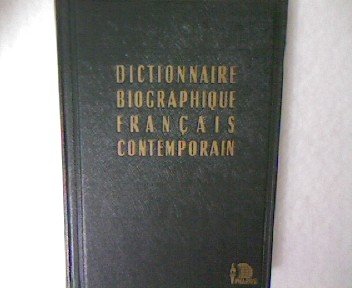 DICTIONNAIRE
BIOGRAPHIQUE
FRANÇAIS
CONTEMPORAIN